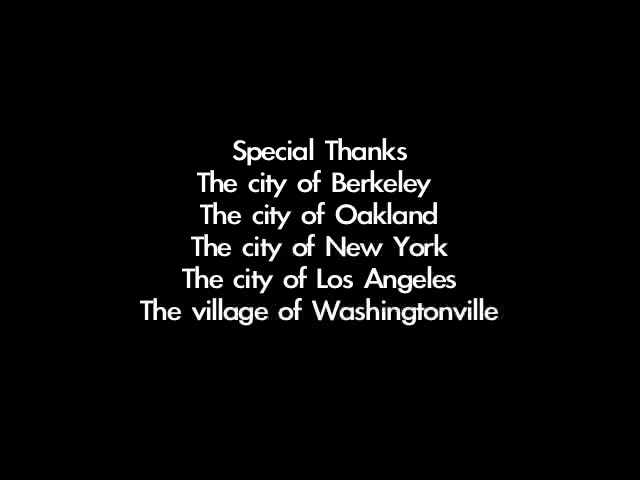 Special Thanks
The city of Berkeley
The city of Oakland
The city of New York
The city of Los Angeles
The village of Washingtonville